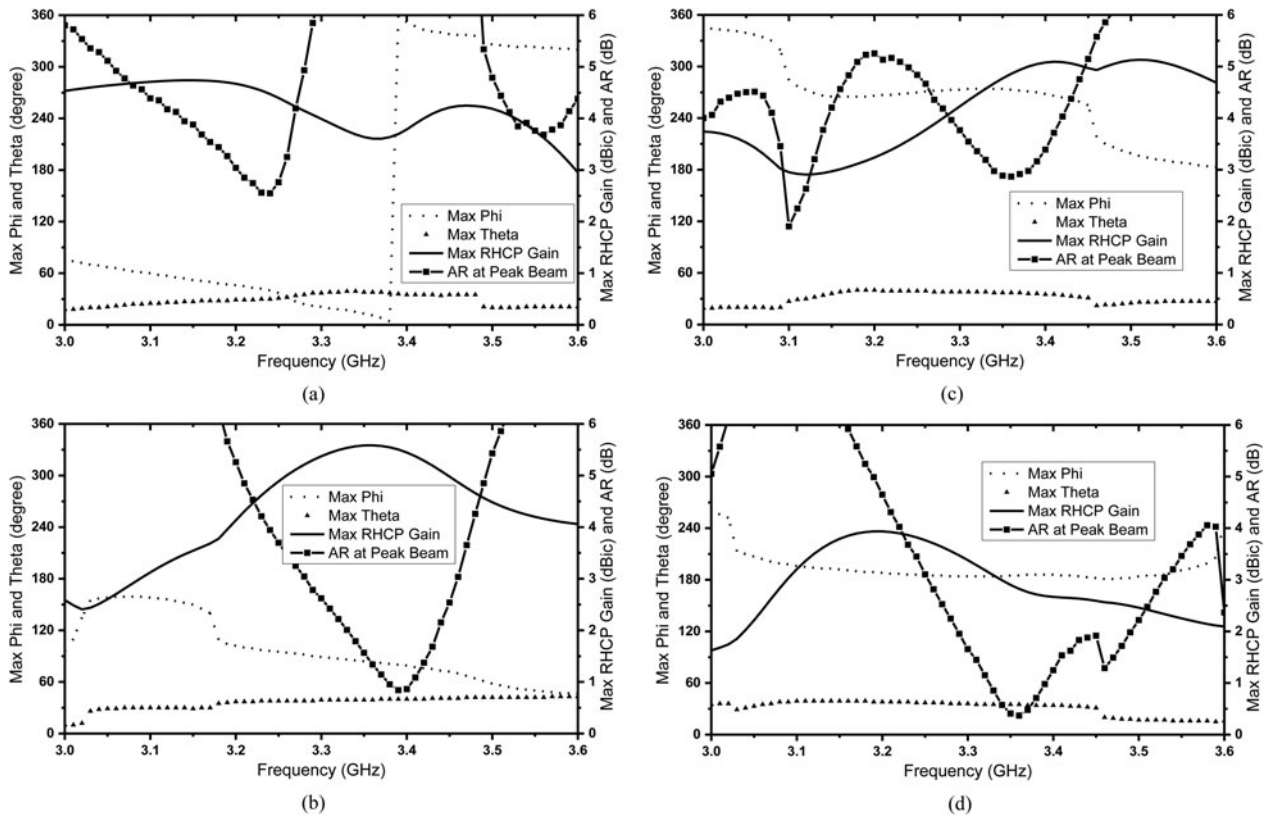 360
300
240
180
120
60
0
6
5
4
3
2
1
0
3.0
3.1
3.2
3.3
3.4
3.5
3.6
Max Phi and Theta (degree)
Max RHCP Gain (dBic) and AR (dB)
Max Phi
Max Theta
Max RHCP Gain
AR at Peak Beam
Frequency (GHz)
(a)
360
300
240
180
120
60
0
6
5
4
3
2
1
0
3.0
3.1
3.2
3.3
3.4
3.5
3.6
Max Phi and Theta (degree)
Max RHCP Gain (dBic) and AR (dB)
Max Phi
Max Theta
Max RHCP Gain
AR at Peak Beam
Frequency (GHz)
(c)
360
300
240
180
120
60
0
6
5
4
3
2
1
0
3.0
3.1
3.2
3.3
3.4
3.5
3.6
Max Phi and Theta (degree)
Max RHCP Gain (dBic) and AR (dB)
Max Phi
Max Theta
Max RHCP Gain
AR at Peak Beam
Frequency (GHz)
(b)
360
300
240
180
120
60
0
6
5
4
3
2
1
0
3.0
3.1
3.2
3.3
3.4
3.5
3.6
Max Phi and Theta (degree)
Max RHCP Gain (dBic) and AR (dB)
Max Phi
Max Theta
Max RHCP Gain
AR at Peak Beam
Frequency (GHz)
(d)